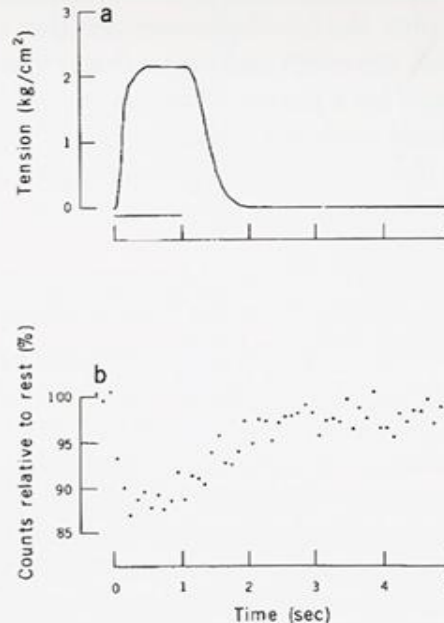 a
Tension (kg/cm²)
3
2
1
0
b
Counts relative to rest (%)
100
95
90
85
0 1 2 3 4
Time (sec)